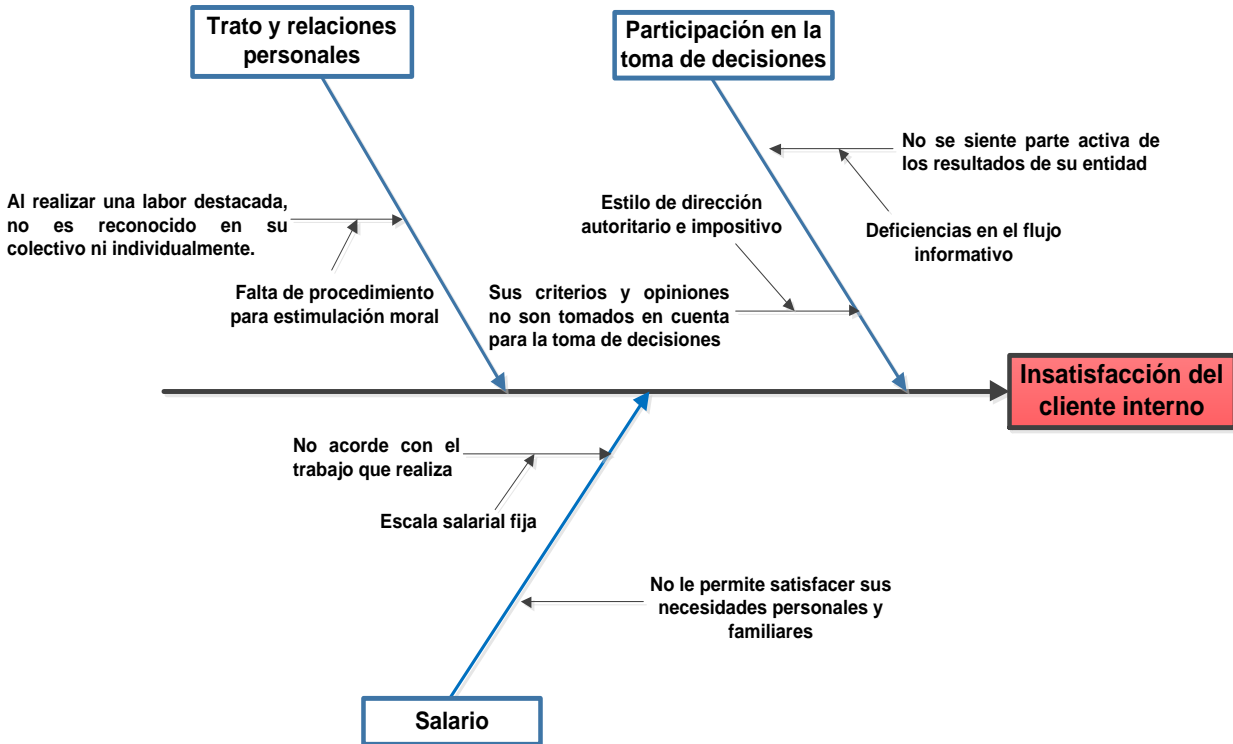 Trato y relaciones
personales
Participación en la
toma de decisiones
No se siente parte activa de
los resultados de su entidad
Al realizar una labor destacada,
no es reconocido en su
colectivo ni individualmente.
Estilo de dirección
autoritario e impositivo
Deficiencias en el flujo
informativo
Falta de procedimiento
para estimulación moral
Sus criterios y opiniones
no son tomados en cuenta
para la toma de decisiones
Insatisfacción del
cliente interno
No acorde con el
trabajo que realiza
Escala salarial fija
No le permite satisfacer sus
necesidades personales y
familiares
Salario